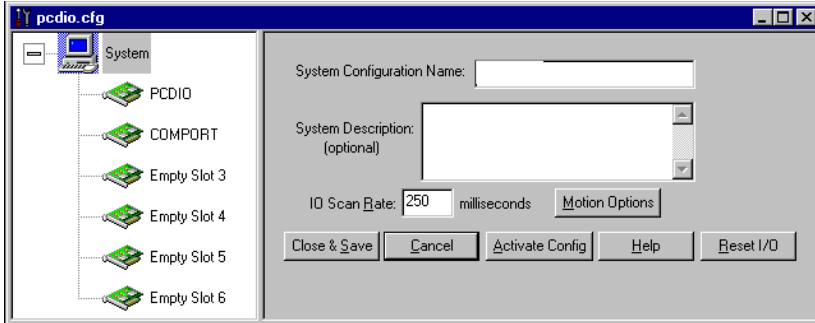 pcdio.cfg
System
PCDIO
COMPORT
Empty Slot 3
Empty Slot 4
Empty Slot 5
Empty Slot 6
System Configuration Name:
System Description:
(optional)
IO Scan Rate: 250 milliseconds Motion Options
Close & Save Cancel Activate Config Help Reset I/O